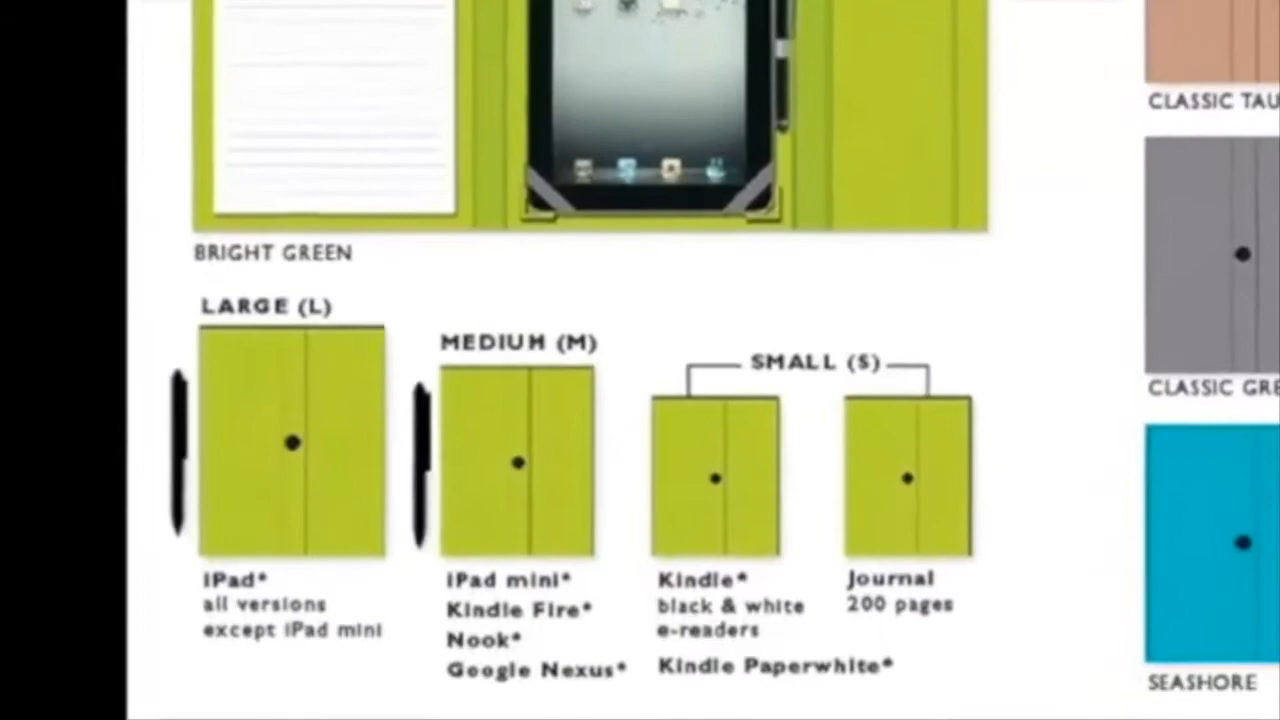 BRIGHT GREEN
LARGE (L)
iPad*
all versions
except iPad mini
MEDIUM (M)
iPad mini*
Kindle Fire*
Nook*
Google Nexus*
SMALL (S)
Kindle*
black & white
e-readers
Kindle Paperwhite*
Journal
200 pages
CLASSIC TAU
CLASSIC GRE
SEASHORE